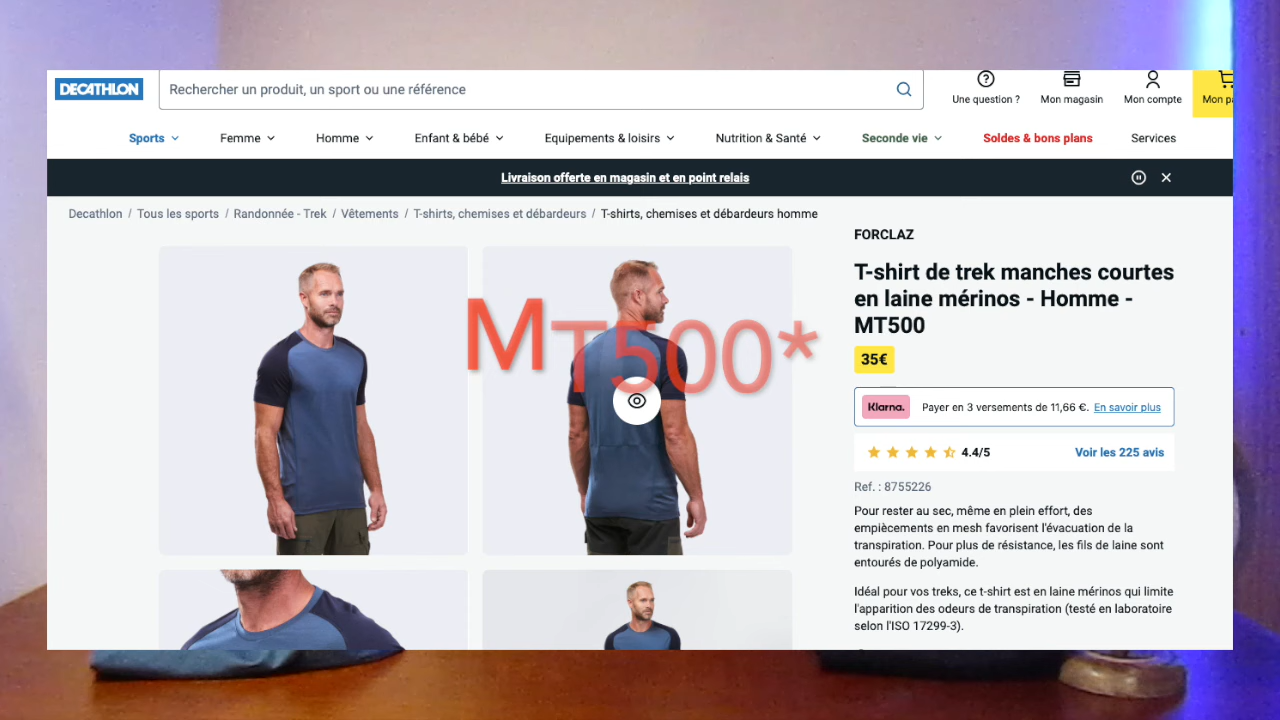 DECATHLON
Rechercher un produit, un sport ou une référence
Une question ?
Mon magasin
Mon compte
Mon
Sports
Femme
Homme
Enfant & bébé
Equipements & loisirs
Nutrition & Santé
Seconde vie
Soldes & bons plans
Services
Livraison offerte en magasin et en point relais
Decathlon / Tous les sports / Randonnée - Trek / Vêtements / T-shirts, chemises et débardeurs / T-shirts, chemises et débardeurs homme
MT500*
FORCLAZ
T-shirt de trek manches courtes
en laine mérinos - Homme -
MT500
35€
Klarna. Payer en 3 versements de 11,66 €. En savoir plus
4.4/5 Voir les 225 avis
Ref. : 8755226
Pour rester au sec, même en plein effort, des
empiècements en mesh favorisent l'évacuation de la
transpiration. Pour plus de résistance, les fils de laine sont
entourés de polyamide.
Idéal pour vos treks, ce t-shirt est en laine mérinos qui limite
l'apparition des odeurs de transpiration (testé en laboratoire
selon l'ISO 17299-3).